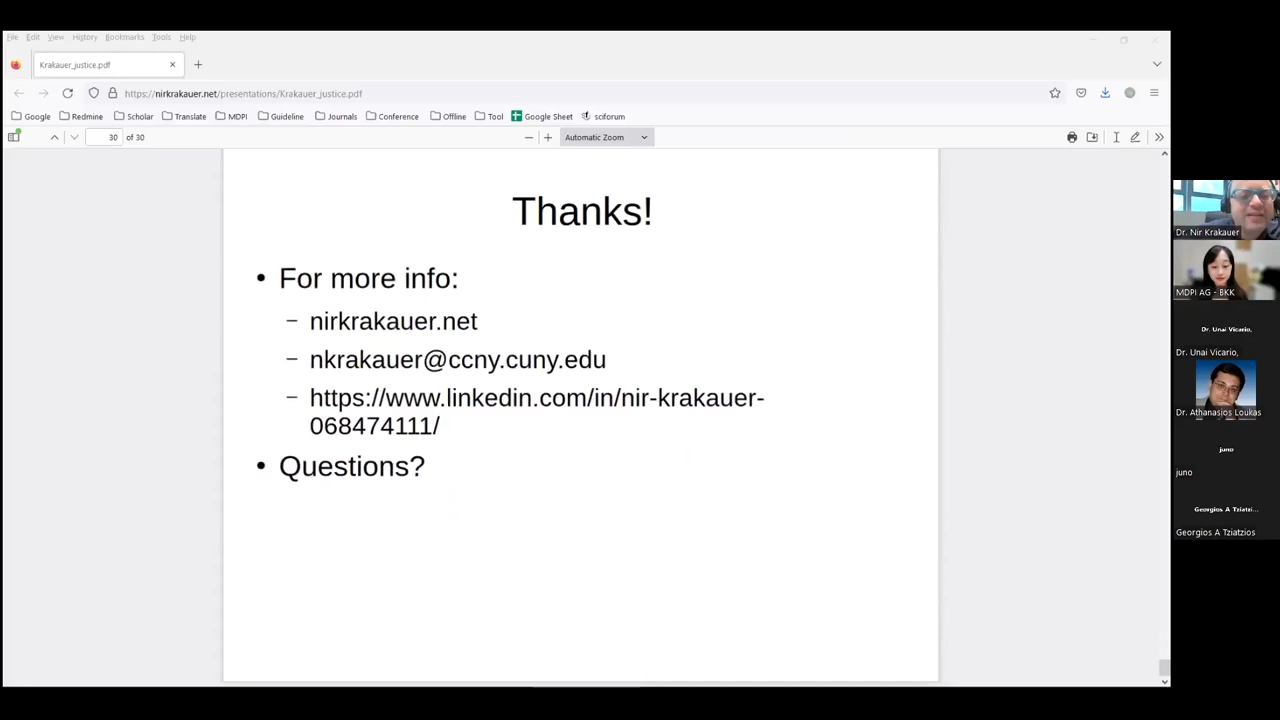 File Edit View History Bookmarks Tools Help
Krakauer_justice.pdf
https://nirkrakauer.net/presentations/Krakauer_justice.pdf
Google Redmine Scholar Translate MDPI Guideline Journals Conference Offline Tool Google Sheet sciforum
30 of 30 Automatic Zoom
Thanks!
• For more info:
– nirkrakauer.net
– nkrakauer@ccny.cuny.edu
– https://www.linkedin.com/in/nir-krakauer-
068474111/
• Questions?
Dr. Nir Krakauer
MDPI AG - BKK
Dr. Unai Vicario,
Dr. Unai Vicario,
Dr. Athanasios Loukas
juno
juno
Georgios A Tziatzi...
Georgios A Tziatzios